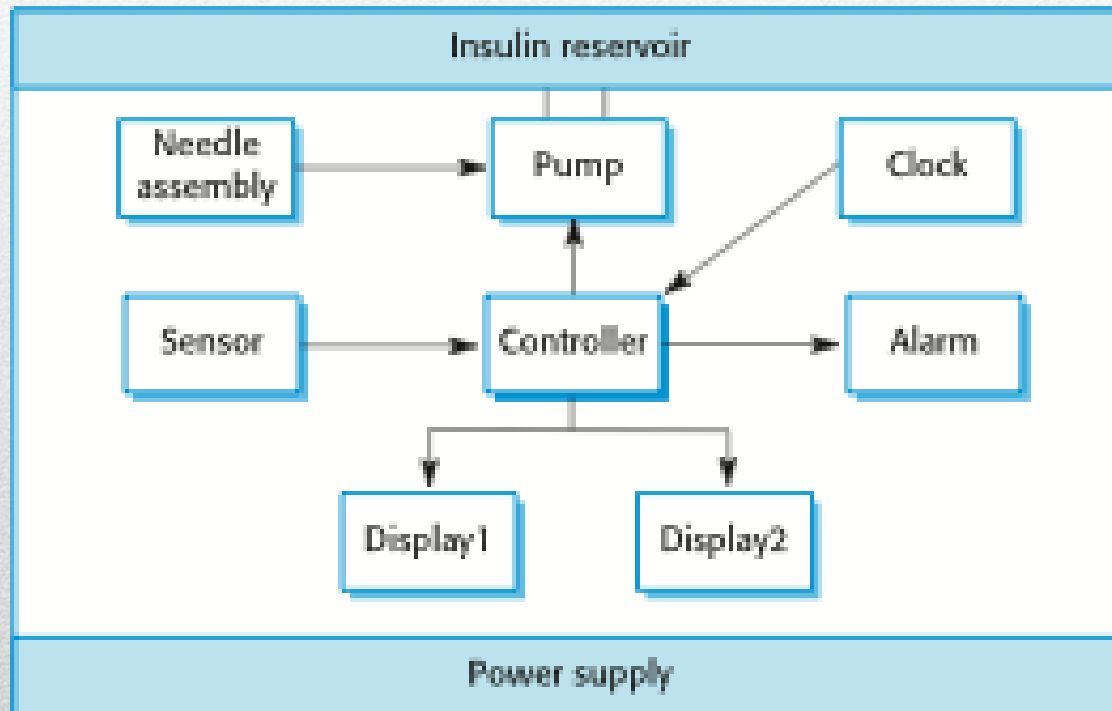 Insulin reservoir
Needle
assembly
Pump
Clock
Sensor
Controller
Alarm
Display1
Display2
Power supply